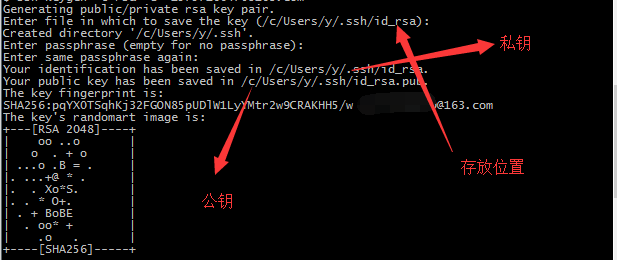 Generating public/private rsa key pair.
Enter file in which to save the key (/c/Users/y/.ssh/id_rsa):
Created directory '/c/Users/y/.ssh'.
Enter passphrase (empty for no passphrase):
Enter same passphrase again:
私钥
Your identification has been saved in /c/Users/y/.ssh/id_rsa.
Your public key has been saved in /c/Users/y/.ssh/id_rsa.pub.
The key fingerprint is:
SHA256:pqYXOTSqhKj32FGON85pUDlW1LyYMtr2w9CRAKHH5/w @163.com
The key's randomart image is:
+---[RSA 2048]----+
|     oo ..o      |
|    o  . + o     |
| ...o .B = .     |
|. ...+@ * .      |
|.  . Xo*S.       |
|. . * O+.        |
| . + BoBE        |
|  . oo* +        |
|    .o   .       |
+----[SHA256]-----+
存放位置
公钥